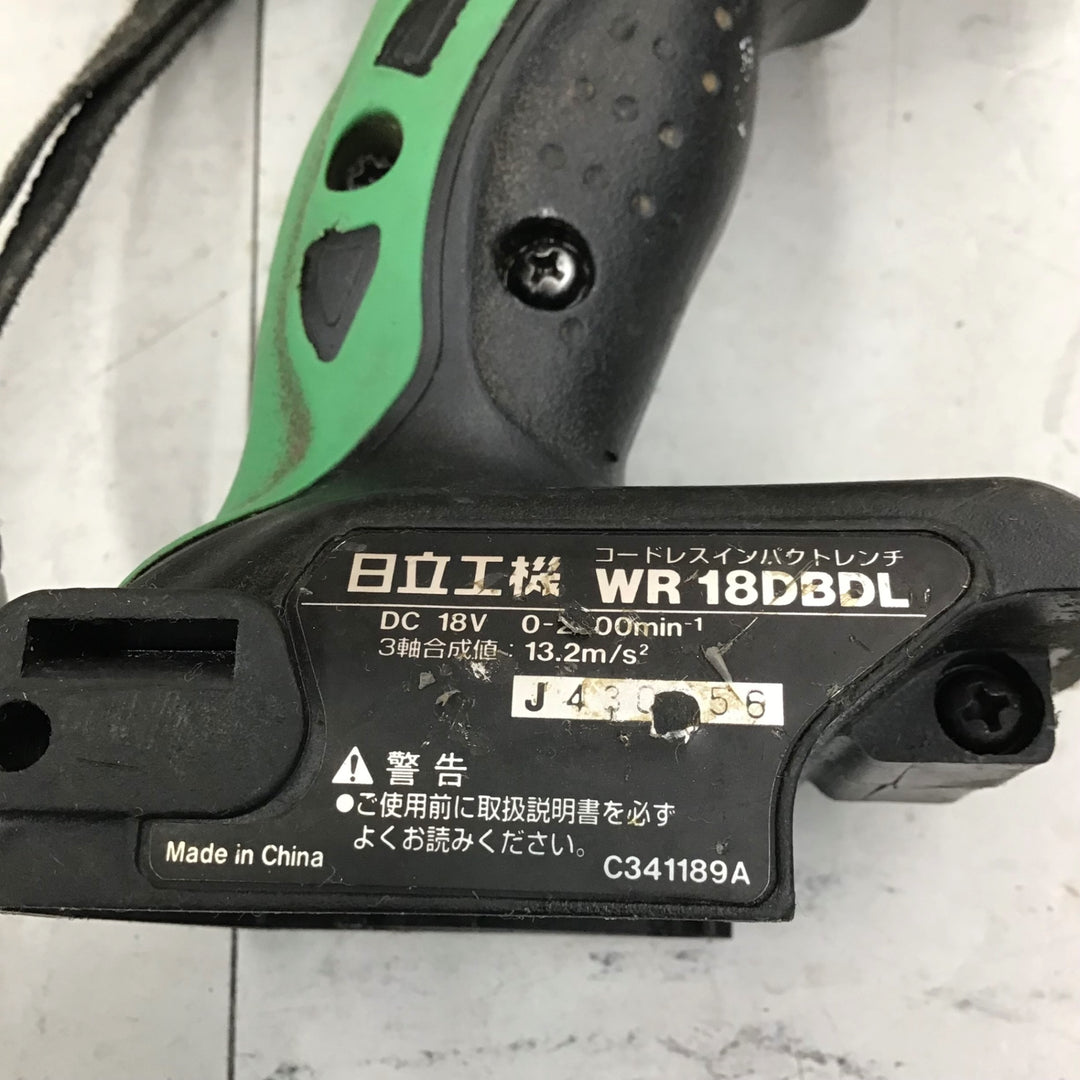 日立工機
コードレスインパクトレンチ
WR 18DBDL
DC 18V
3軸合成値 : 13.2m/s²
警告
●ご使用前に取扱説明書を必ず
よくお読みください。
Made in China
C341189A